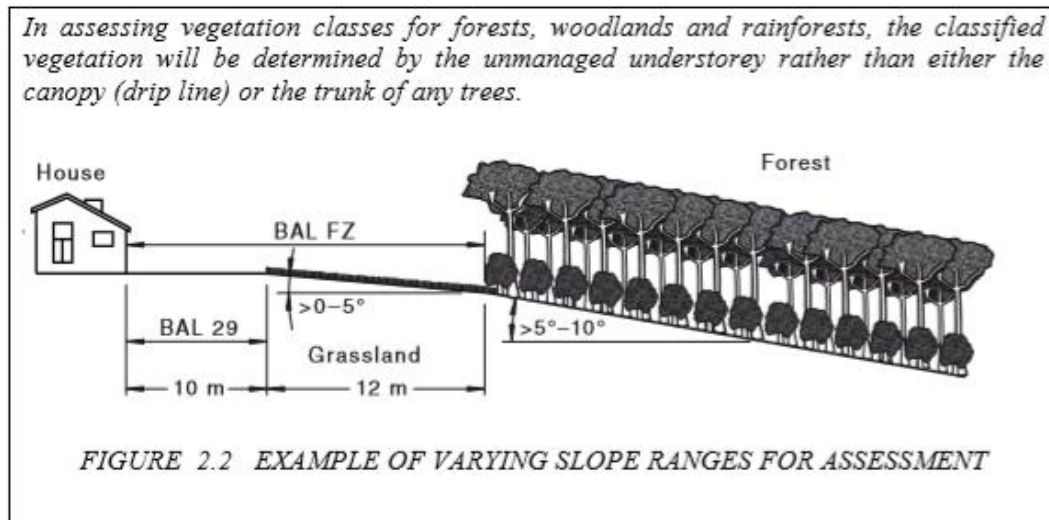 In assessing vegetation classes for forests, woodlands and rainforests, the classified
vegetation will be determined by the unmanaged understorey rather than either the
canopy (drip line) or the trunk of any trees.
House
Forest
BAL FZ
>0–5°
>5°–10°
BAL 29
Grassland
10 m
12 m
FIGURE 2.2 EXAMPLE OF VARYING SLOPE RANGES FOR ASSESSMENT